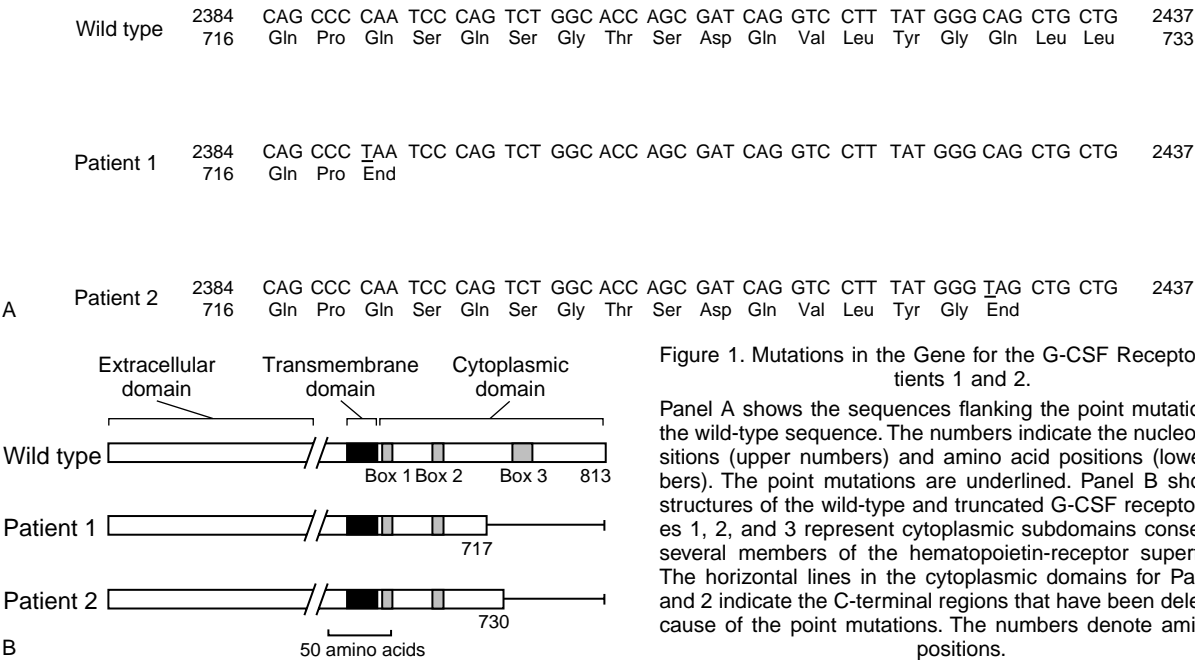 Wild type 2384 CAG CCC CAA TCC CAG TCT GGC ACC AGC GAT CAG GTC CTT TAT GGG CAG CTG CTG 2437
716 Gln Pro Gln Ser Gln Ser Gly Thr Ser Asp Gln Val Leu Tyr Gly Gln Leu Leu 733
Patient 1 2384 CAG CCC TAA TCC CAG TCT GGC ACC AGC GAT CAG GTC CTT TAT GGG CAG CTG CTG 2437
716 Gln Pro End
Patient 2 2384 CAG CCC CAA TCC CAG TCT GGC ACC AGC GAT CAG GTC CTT TAT GGG TAG CTG CTG 2437
716 Gln Pro Gln Ser Gln Ser Gly Thr Ser Asp Gln Val Leu Tyr Gly End
A
Extracellular domain Transmembrane domain Cytoplasmic domain
Wild type
Box 1 Box 2 Box 3 813
Patient 1
717
Patient 2
730
50 amino acids
B
Figure 1. Mutations in the Gene for the G-CSF Recepto
tients 1 and 2.
Panel A shows the sequences flanking the point mutatic
the wild-type sequence. The numbers indicate the nucleo
sitions (upper numbers) and amino acid positions (lowe
bers). The point mutations are underlined. Panel B sho
structures of the wild-type and truncated G-CSF recepto
es 1, 2, and 3 represent cytoplasmic subdomains conse
several members of the hematopoietin-receptor super
The horizontal lines in the cytoplasmic domains for Pa
and 2 indicate the C-terminal regions that have been dele
cause of the point mutations. The numbers denote ami
positions.